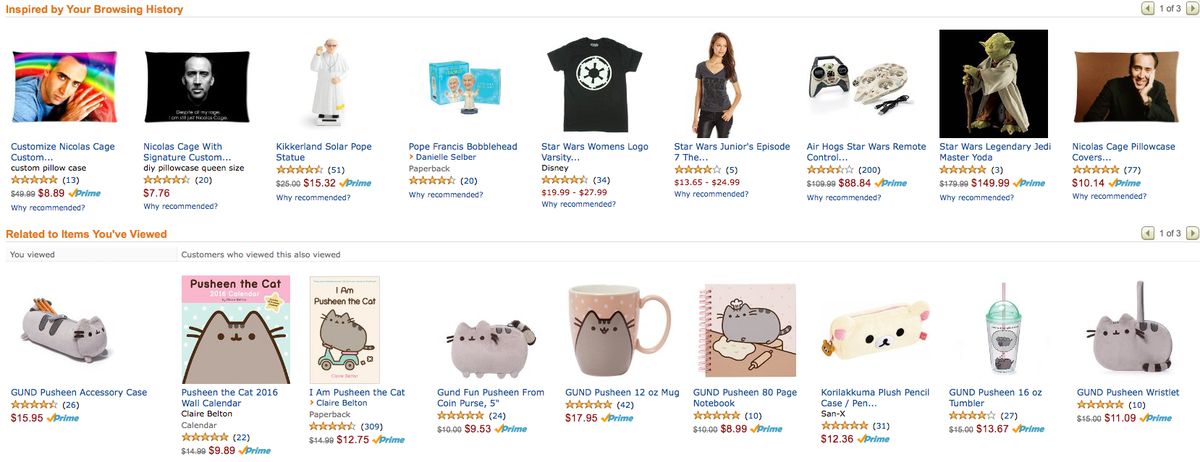 Inspired by Your Browsing History
1 of 3
Customize Nicolas Cage Custom...
custom pillow case
(13)
$49.99 $8.89 Prime
Why recommended?
Nicolas Cage With Signature Custom...
diy pillowcase queen size
(20)
$7.76
Why recommended?
Kikkerland Solar Pope Statue
(51)
$25.00 $15.32 Prime
Why recommended?
Pope Francis Bobblehead
› Danielle Selber
Paperback
(20)
Why recommended?
Star Wars Womens Logo Varsity...
Disney
(34)
$19.99 - $27.99
Why recommended?
Star Wars Junior's Episode 7 The...
(5)
$13.65 - $24.99
Why recommended?
Air Hogs Star Wars Remote Control...
(200)
$109.99 $88.84 Prime
Why recommended?
Star Wars Legendary Jedi Master Yoda
(3)
$179.99 $149.99 Prime
Why recommended?
Nicolas Cage Pillowcase Covers...
(77)
$10.14 Prime
Why recommended?
Despite all my rage,
I am still just Nicolas Cage.
Related to Items You've Viewed
1 of 3
You viewed
Customers who viewed this also viewed
GUND Pusheen Accessory Case
(26)
$15.95 Prime
Pusheen the Cat
2016 Calendar
Pusheen the Cat 2016 Wall Calendar
Claire Belton
Calendar
(22)
$14.99 $9.89 Prime
I Am
Pusheen the Cat
Claire Belton
I Am Pusheen the Cat
› Claire Belton
Paperback
(309)
$14.99 $12.75 Prime
Gund Fun Pusheen From Coin Purse, 5"
(24)
$10.00 $9.53 Prime
GUND Pusheen 12 oz Mug
(42)
$17.95 Prime
GUND Pusheen 80 Page Notebook
(10)
$10.00 $8.99 Prime
Korilakkuma Plush Pencil Case / Pen...
San-X
(31)
$12.36 Prime
GUND Pusheen 16 oz Tumbler
(27)
$15.00 $13.67 Prime
GUND Pusheen Wristlet
(10)
$15.00 $11.09 Prime